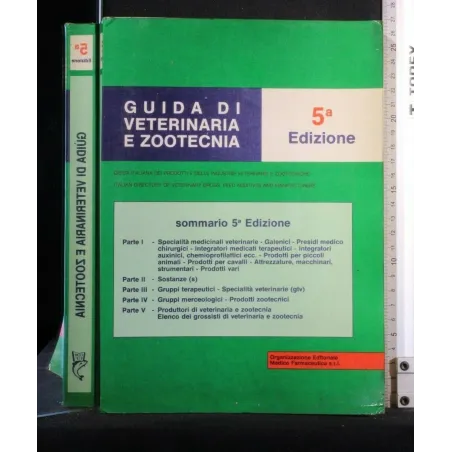 GUIDA DI
VETERINARIA
E ZOOTECNIA
5ª
Edizione
sommario 5ª Edizione
Parte I - Specialità medicinali veterinarie - Galenici - Presidi medico
chirurgici - integratori medicati terapeutici - integratori
auxinici, chemioprofilattici ecc. - Prodotti per piccoli
animali - Prodotti per cavalli - Attrezzature, macchinari,
strumentari - Prodotti vari
Parte II - Sostanze (s)
Parte III - Gruppi terapeutici - Specialità veterinarie (gtv)
Parte IV - Gruppi merceologici - Prodotti zootecnici
Parte V - Produttori di veterinaria e zootecnia
Elenco dei grossisti di veterinaria e zootecnia
Organizzazione Editoriale
Medico Farmaceutica s.r.l.
5ª
Edizione
GUIDA DI VETERINARIA E ZOOTECNIA